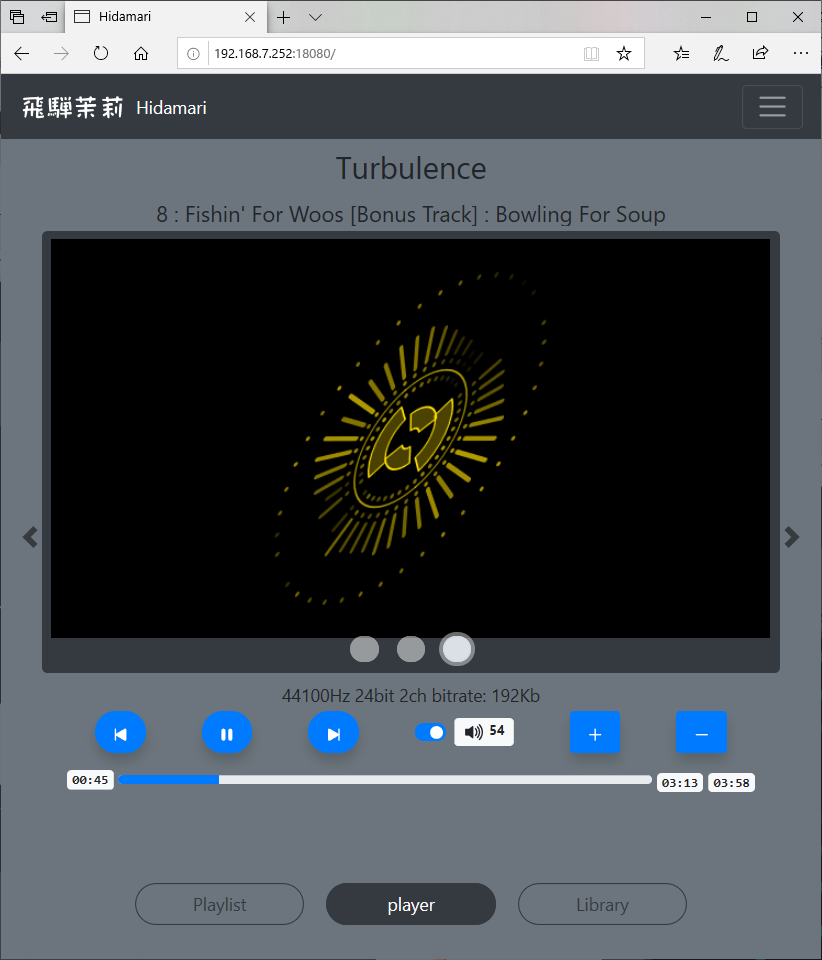 Hidamari
192.168.7.252:18080/
飛騨茉莉 Hidamari
Turbulence
8 : Fishin' For Woos [Bonus Track] : Bowling For Soup
44100Hz 24bit 2ch bitrate: 192Kb
54
+
−
00:45
03:13 03:58
Playlist
player
Library